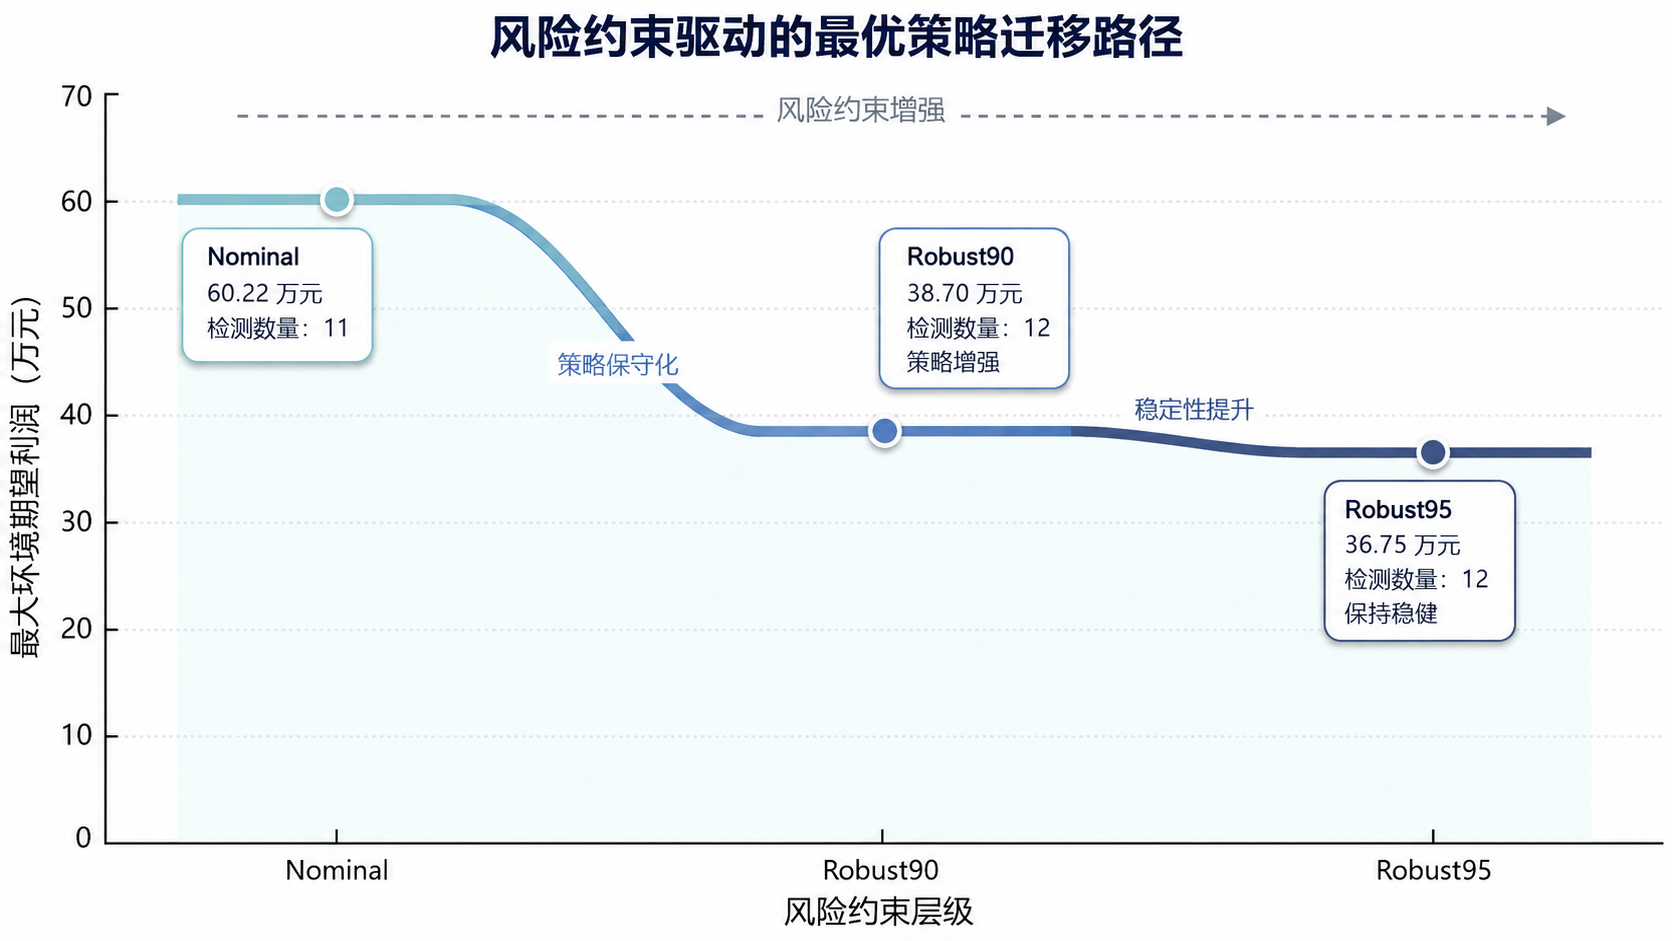 风险约束驱动的最优策略迁移路径
风险约束增强
最大环境期望利润（万元）
70
60
50
40
30
20
10
0
Nominal
60.22 万元
检测数量：11
策略保守化
Robust90
38.70 万元
检测数量：12
策略增强
稳定性提升
Robust95
36.75 万元
检测数量：12
保持稳健
Nominal
Robust90
Robust95
风险约束层级